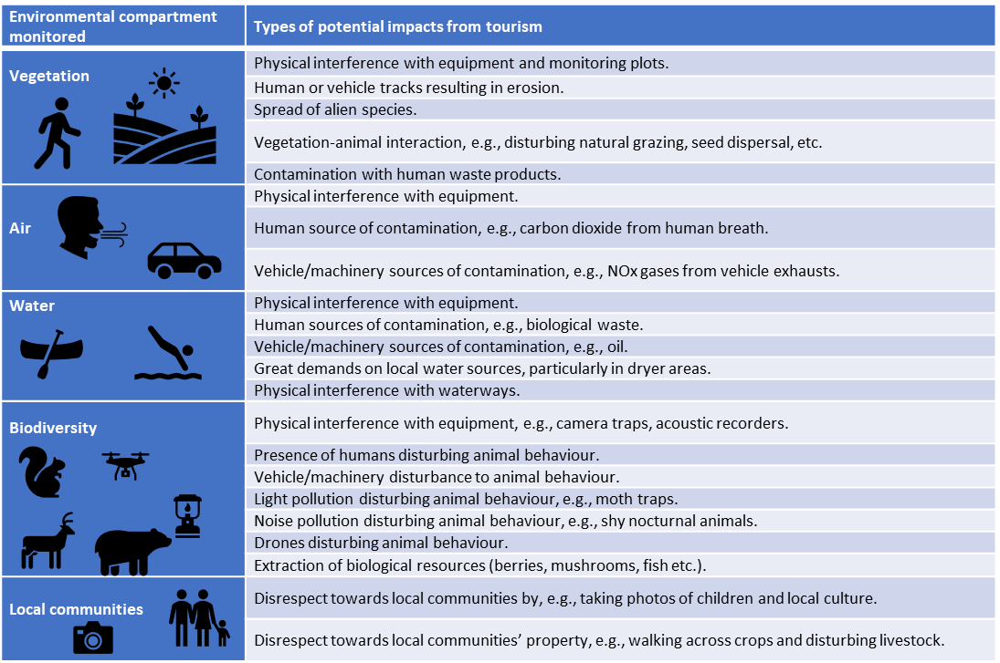 Environmental compartment
monitored
Types of potential impacts from tourism
Vegetation
Physical interference with equipment and monitoring plots.
Human or vehicle tracks resulting in erosion.
Spread of alien species.
Vegetation-animal interaction, e.g., disturbing natural grazing, seed dispersal, etc.
Contamination with human waste products.
Air
Physical interference with equipment.
Human source of contamination, e.g., carbon dioxide from human breath.
Vehicle/machinery sources of contamination, e.g., NOx gases from vehicle exhausts.
Water
Physical interference with equipment.
Human sources of contamination, e.g., biological waste.
Vehicle/machinery sources of contamination, e.g., oil.
Great demands on local water sources, particularly in dryer areas.
Physical interference with waterways.
Biodiversity
Physical interference with equipment, e.g., camera traps, acoustic recorders.
Presence of humans disturbing animal behaviour.
Vehicle/machinery disturbance to animal behaviour.
Light pollution disturbing animal behaviour, e.g., moth traps.
Noise pollution disturbing animal behaviour, e.g., shy nocturnal animals.
Drones disturbing animal behaviour.
Extraction of biological resources (berries, mushrooms, fish etc.).
Local communities
Disrespect towards local communities by, e.g., taking photos of children and local culture.
Disrespect towards local communities’ property, e.g., walking across crops and disturbing livestock.